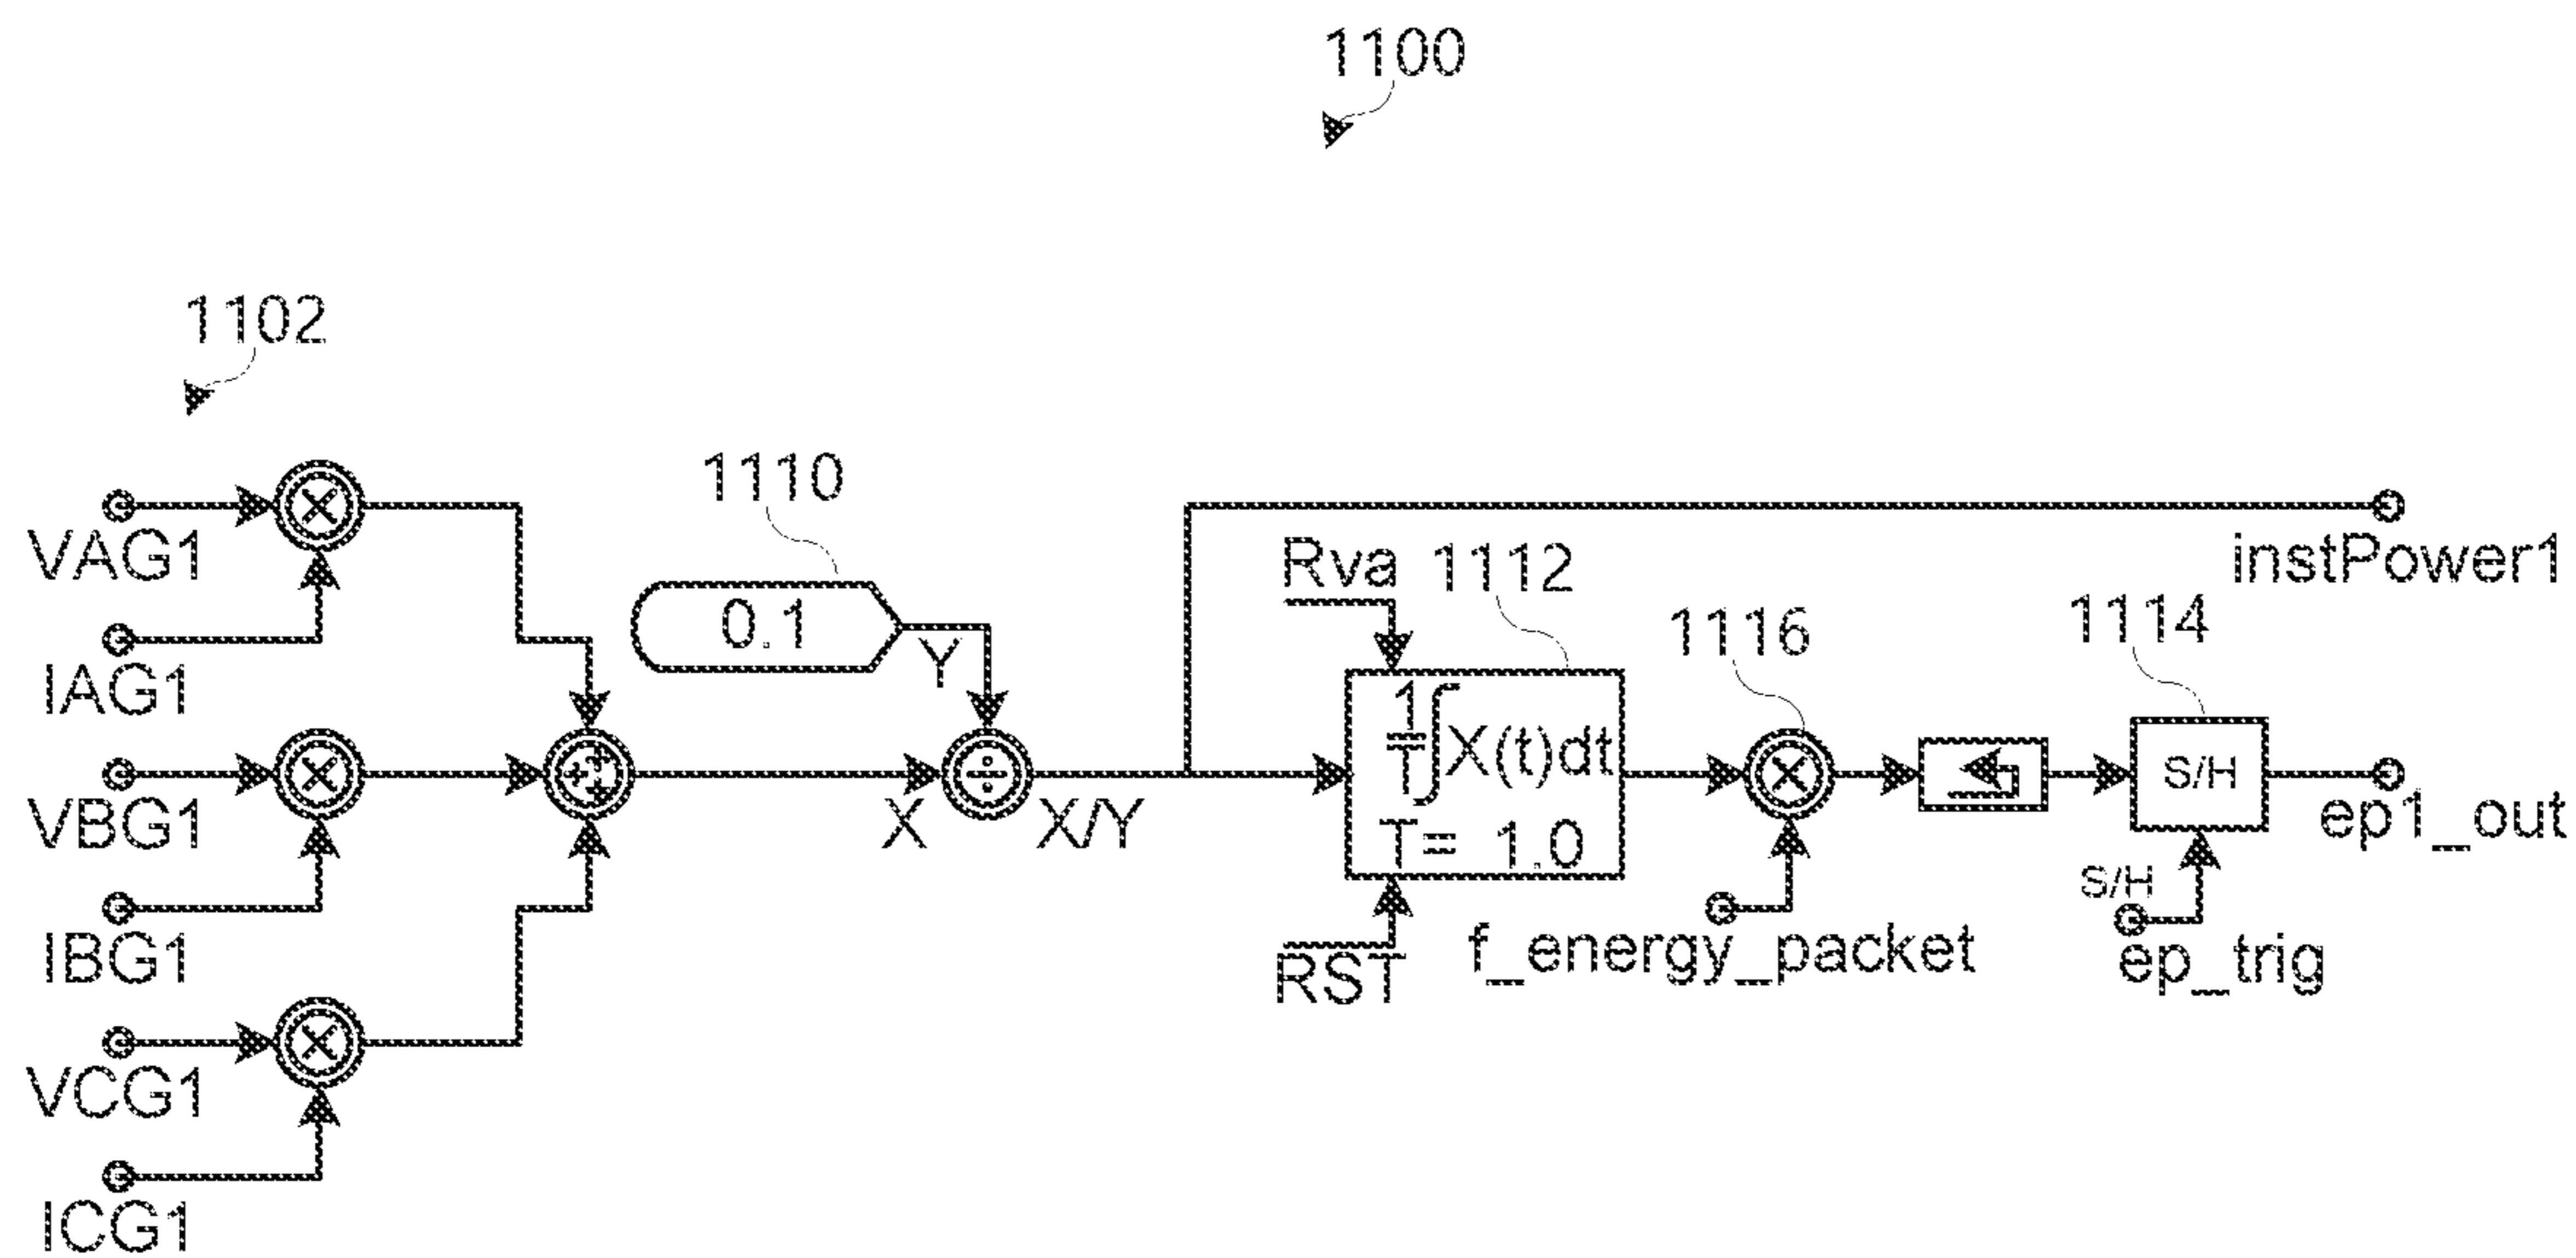 1100
1102
VAG1
IAG1
VBG1
IBG1
VCG1
ICG1
1110
0.1
Y
X
X/Y
instPower1
Rva
1112
1/T ∫X(t)dt
T= 1.0
RST
1116
f_energy_packet
1114
S/H
S/H
ep_trig
ep1_out